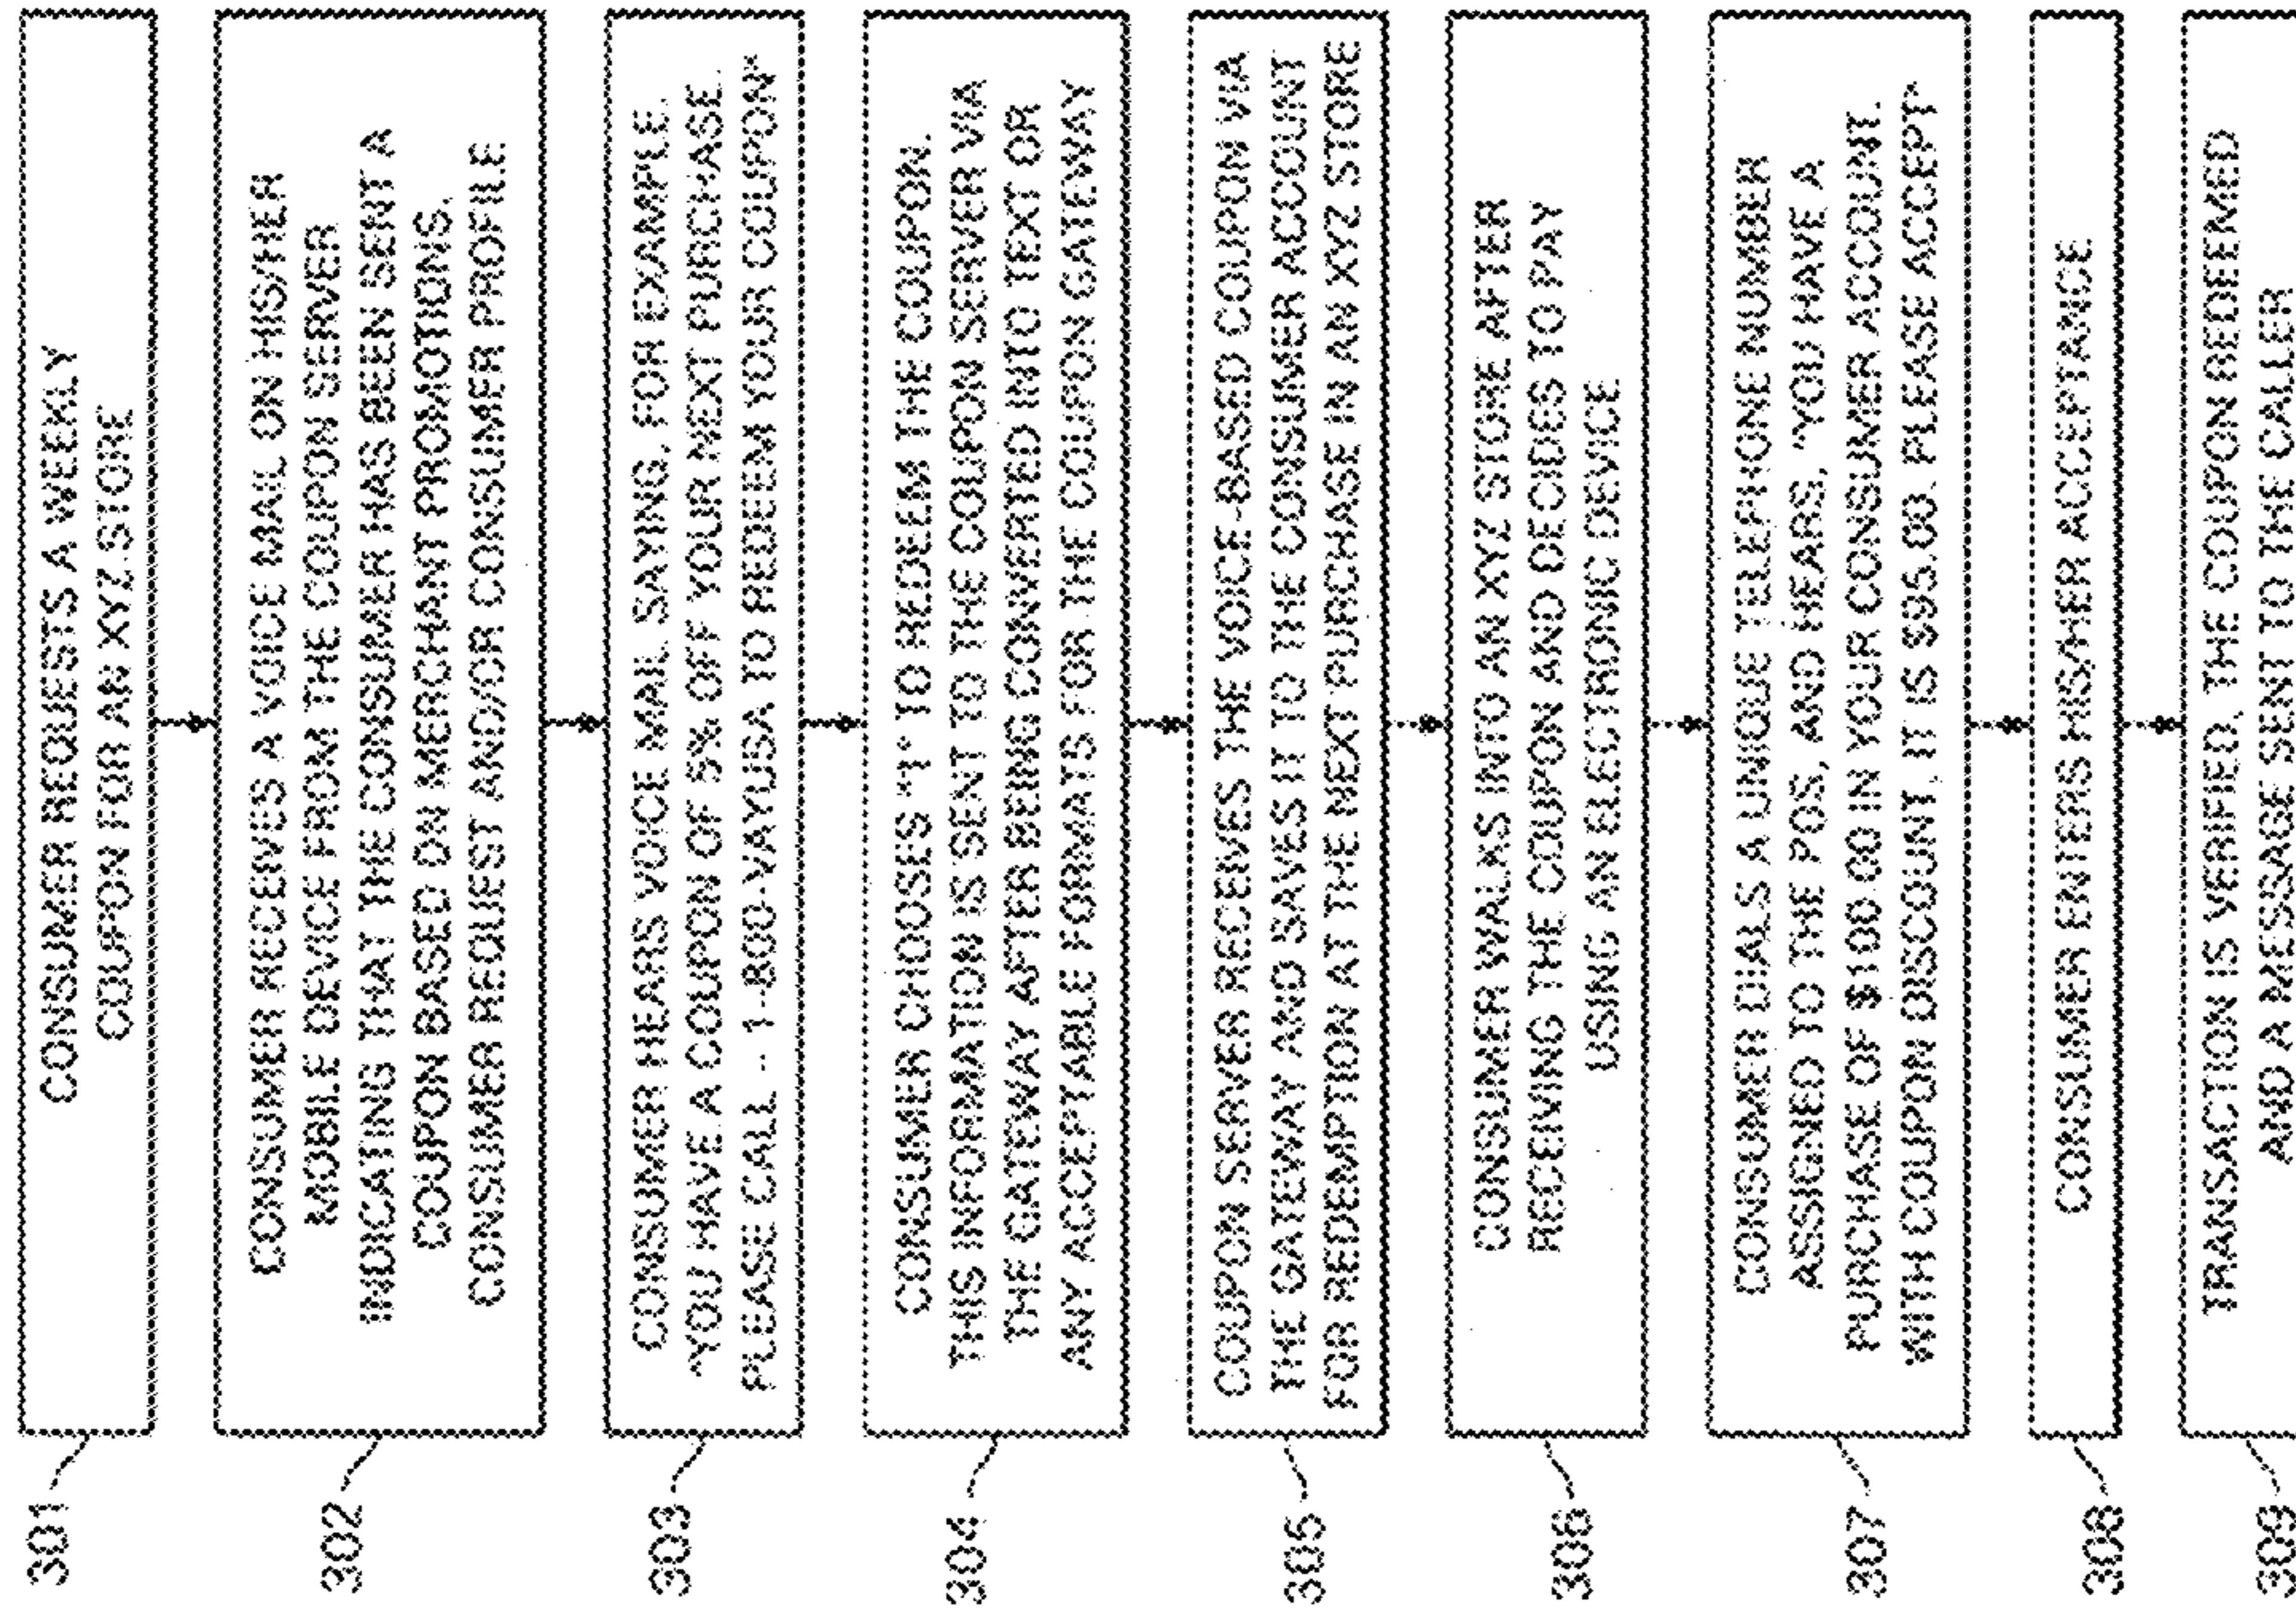 301
CONSUMER REQUESTS A WEEKLY
COUPON FOR AN XYZ STORE
302
CONSUMER RECEIVES A VOICE MAIL ON HIS/HER
MOBILE DEVICE FROM THE COUPON SERVER
INDICATING THAT THE CONSUMER HAS BEEN SENT A
COUPON BASED ON MERCHANT PROMOTIONS,
CONSUMER REQUEST AND/OR CONSUMER PROFILE
303
CONSUMER HEARS VOICE MAIL SAYING, FOR EXAMPLE,
"YOU HAVE A COUPON OF 5% OFF YOUR NEXT PURCHASE.
PLEASE CALL -- 1-800-VAYUSA TO REDEEM YOUR COUPON"
304
CONSUMER CHOOSES "1" TO REDEEM THE COUPON.
THIS INFORMATION IS SENT TO THE COUPON SERVER VIA
THE GATEWAY AFTER BEING CONVERTED INTO TEXT OR
ANY ACCEPTABLE FORMATS FOR THE COUPON GATEWAY
305
COUPON SERVER RECEIVES THE VOICE-BASED COUPON VIA
THE GATEWAY AND SAVES IT TO THE CONSUMER ACCOUNT
FOR REDEMPTION AT THE NEXT PURCHASE IN AN XYZ STORE
306
CONSUMER WALKS INTO AN XYZ STORE AFTER
RECEIVING THE COUPON AND DECIDES TO PAY
USING AN ELECTRONIC DEVICE
307
CONSUMER DIALS A UNIQUE TELEPHONE NUMBER
ASSIGNED TO THE POS, AND HEARS, "YOU HAVE A
PURCHASE OF $100.00 IN YOUR CONSUMER ACCOUNT.
WITH COUPON DISCOUNT, IT IS $95.00. PLEASE ACCEPT"
308
CONSUMER ENTERS HIS/HER ACCEPTANCE
309
TRANSACTION IS VERIFIED, THE COUPON REDEEMED
AND A MESSAGE SENT TO THE CALLER